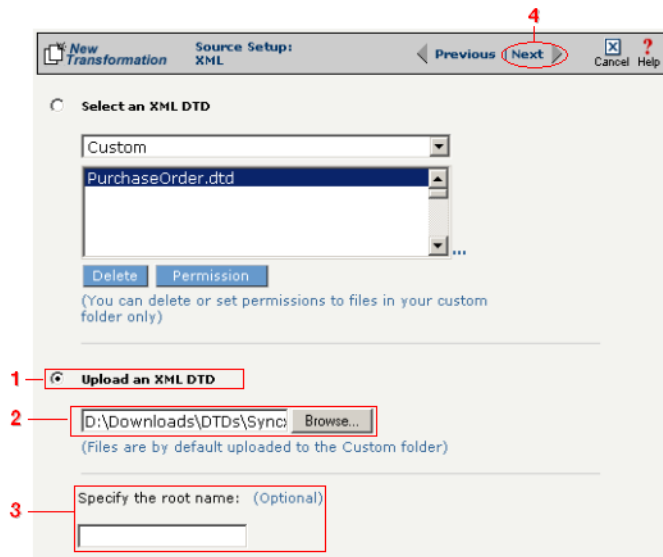 4
New Transformation
Source Setup: XML
Previous
Next
Cancel
Help
Select an XML DTD
Custom
PurchaseOrder.dtd
...
Delete
Permission
(You can delete or set permissions to files in your custom
folder only)
1
Upload an XML DTD
2
D:\Downloads\DTDs\Sync
Browse...
(Files are by default uploaded to the Custom folder)
3
Specify the root name: (Optional)